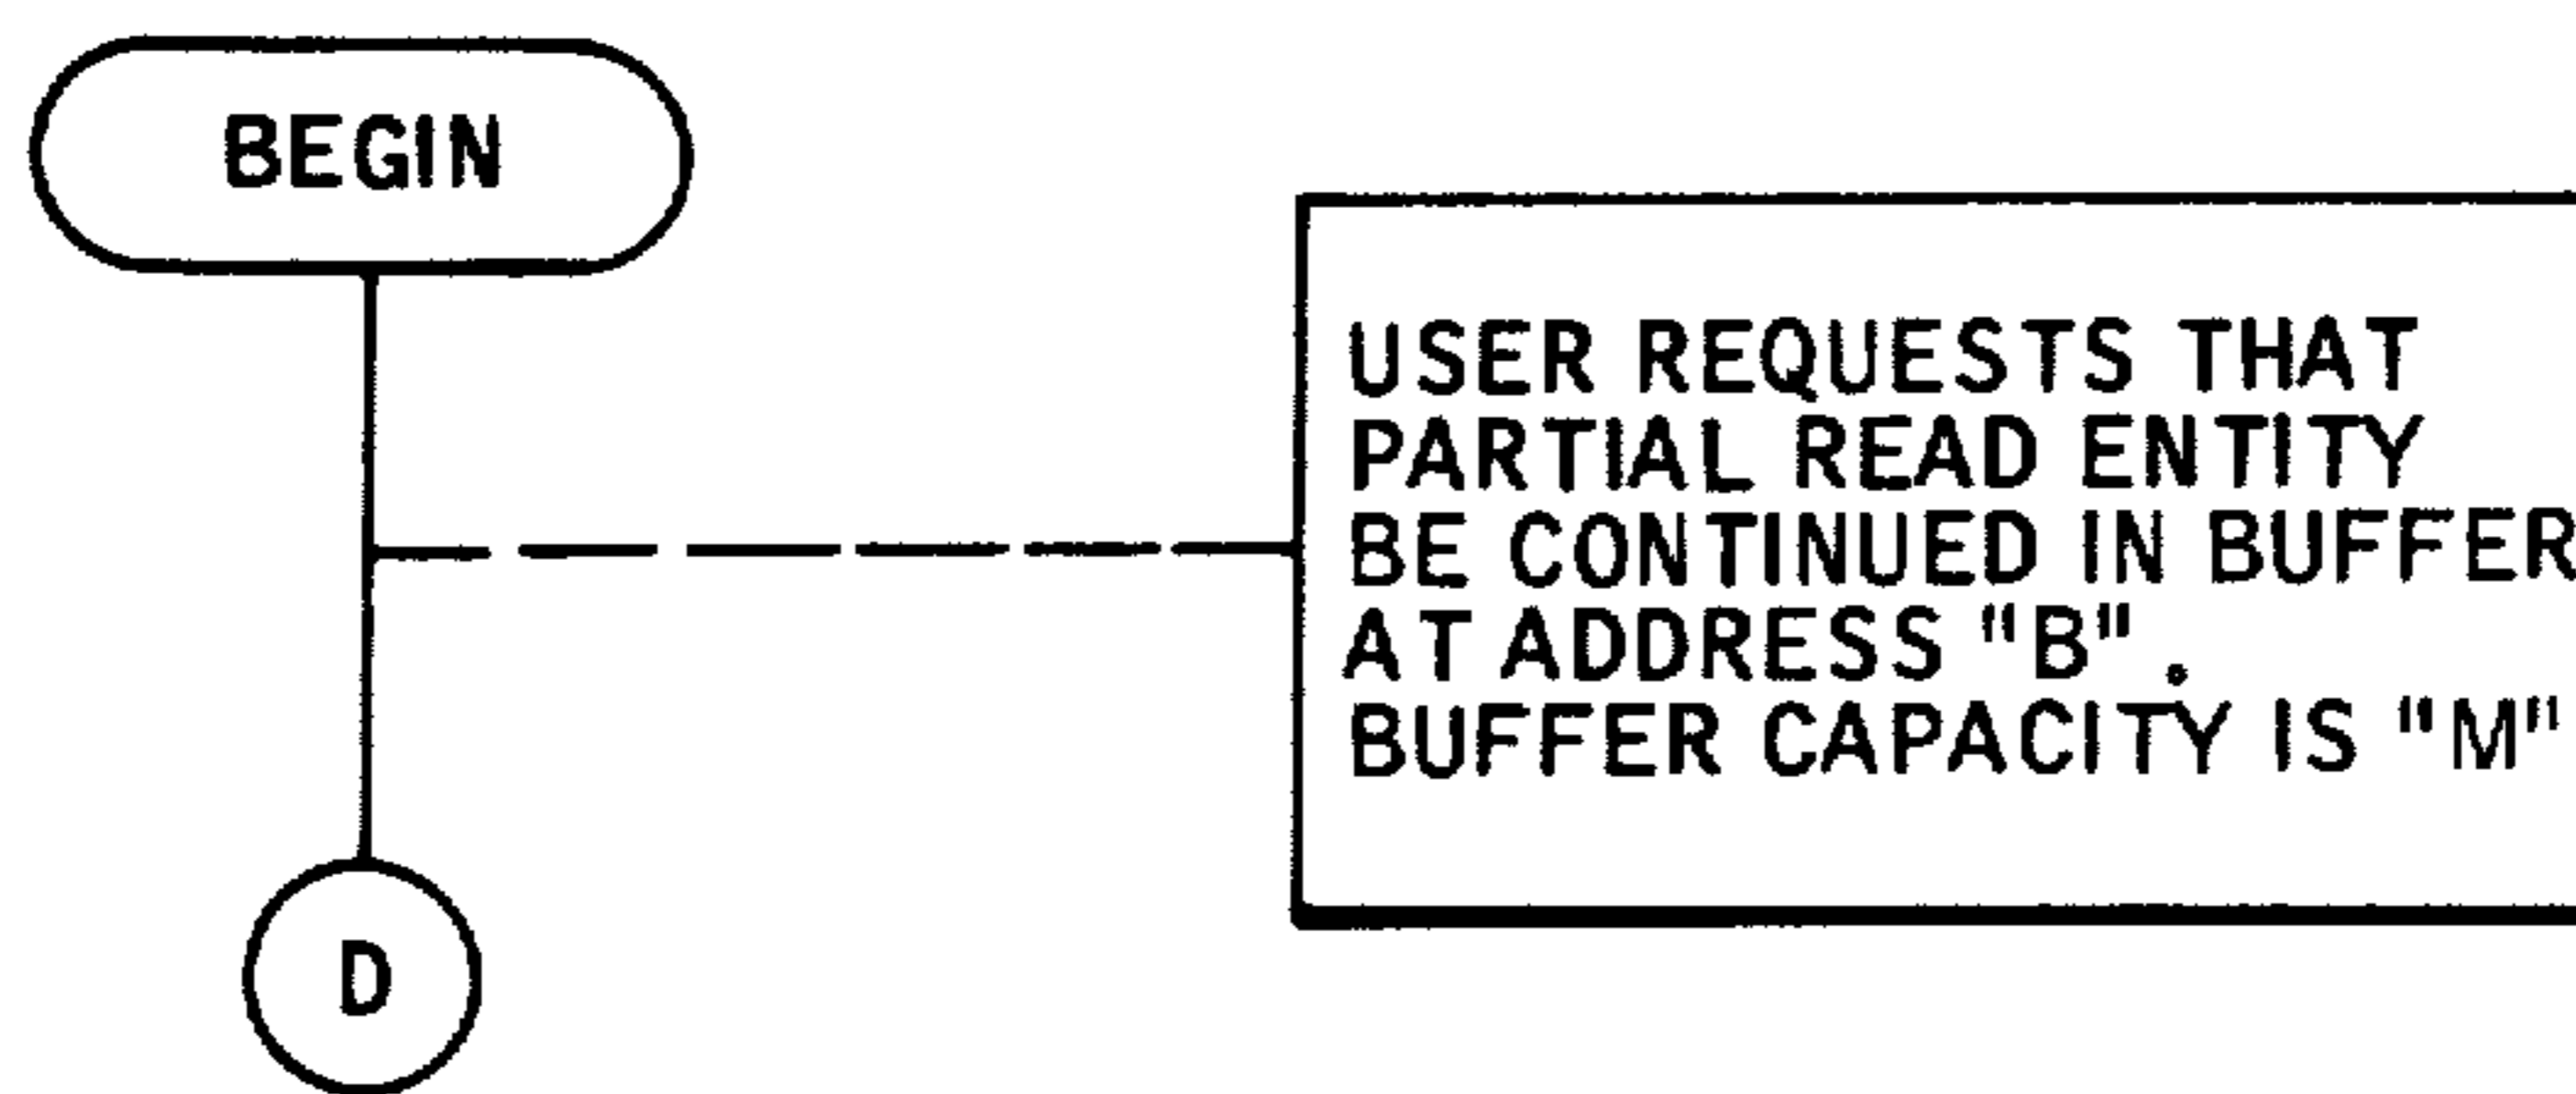 BEGIN
USER REQUESTS THAT
PARTIAL READ ENTITY
BE CONTINUED IN BUFFER
AT ADDRESS "B".
BUFFER CAPACITY IS "M"
D